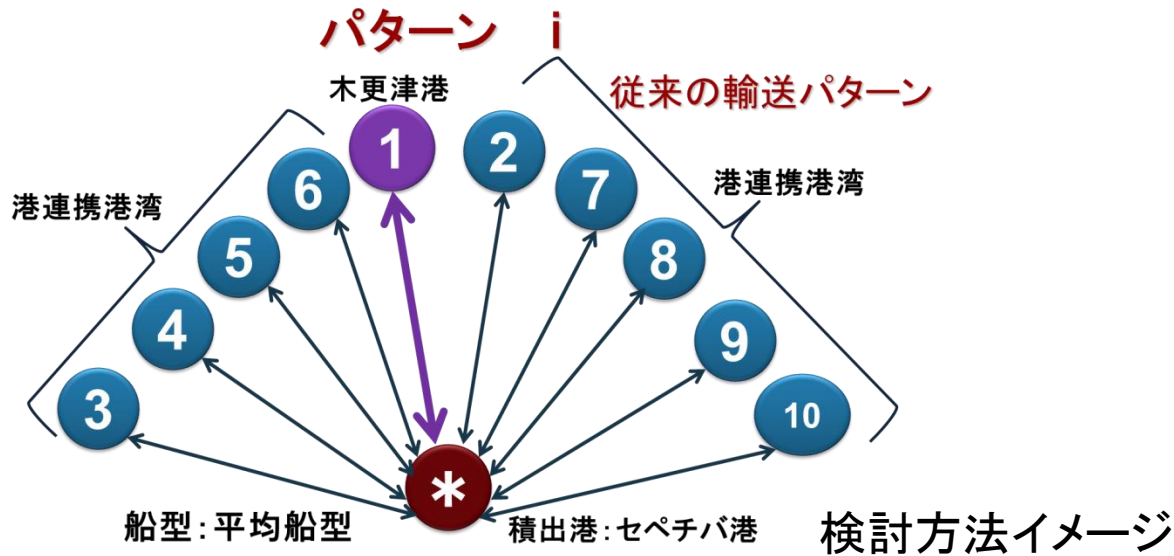 パターン i
木更津港
従来の輸送パターン
1
2
6
7
港連携港湾
港連携港湾
5
8
4
9
3
10
*
船型：平均船型
積出港：セペチバ港
検討方法イメージ